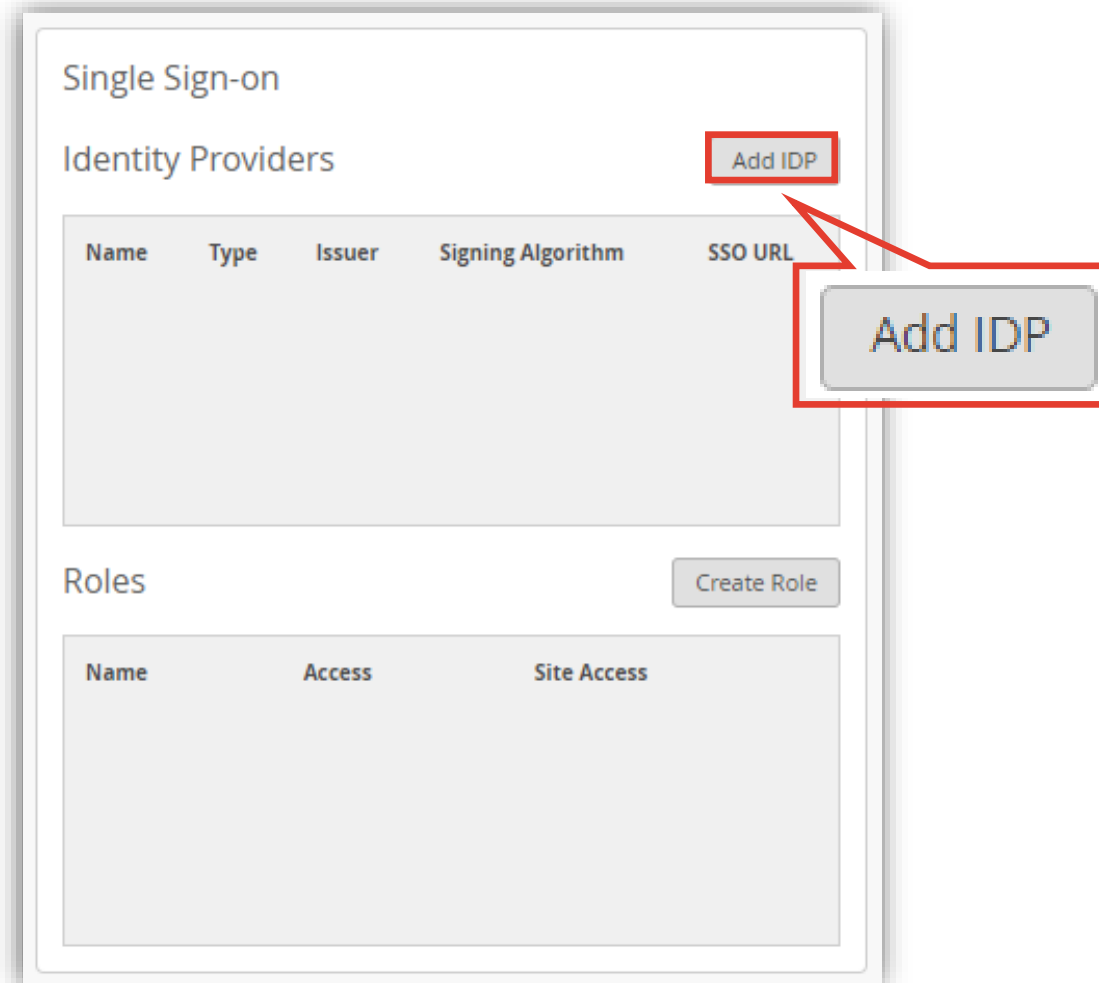 Single Sign-on
Identity Providers
Add IDP
Name Type Issuer Signing Algorithm SSO URL
Add IDP
Roles
Create Role
Name Access Site Access